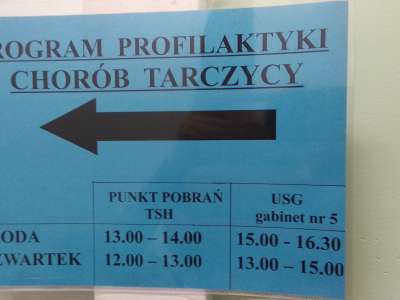 ROGRAM PROFILAKTYKI
CHORÓB TARCZYCY
PUNKT POBRAŃ TSH
USG gabinet nr 5
RODA 13.00 – 14.00 15.00 - 16.30
ZWARTEK 12.00 – 13.00 13.00 – 15.00